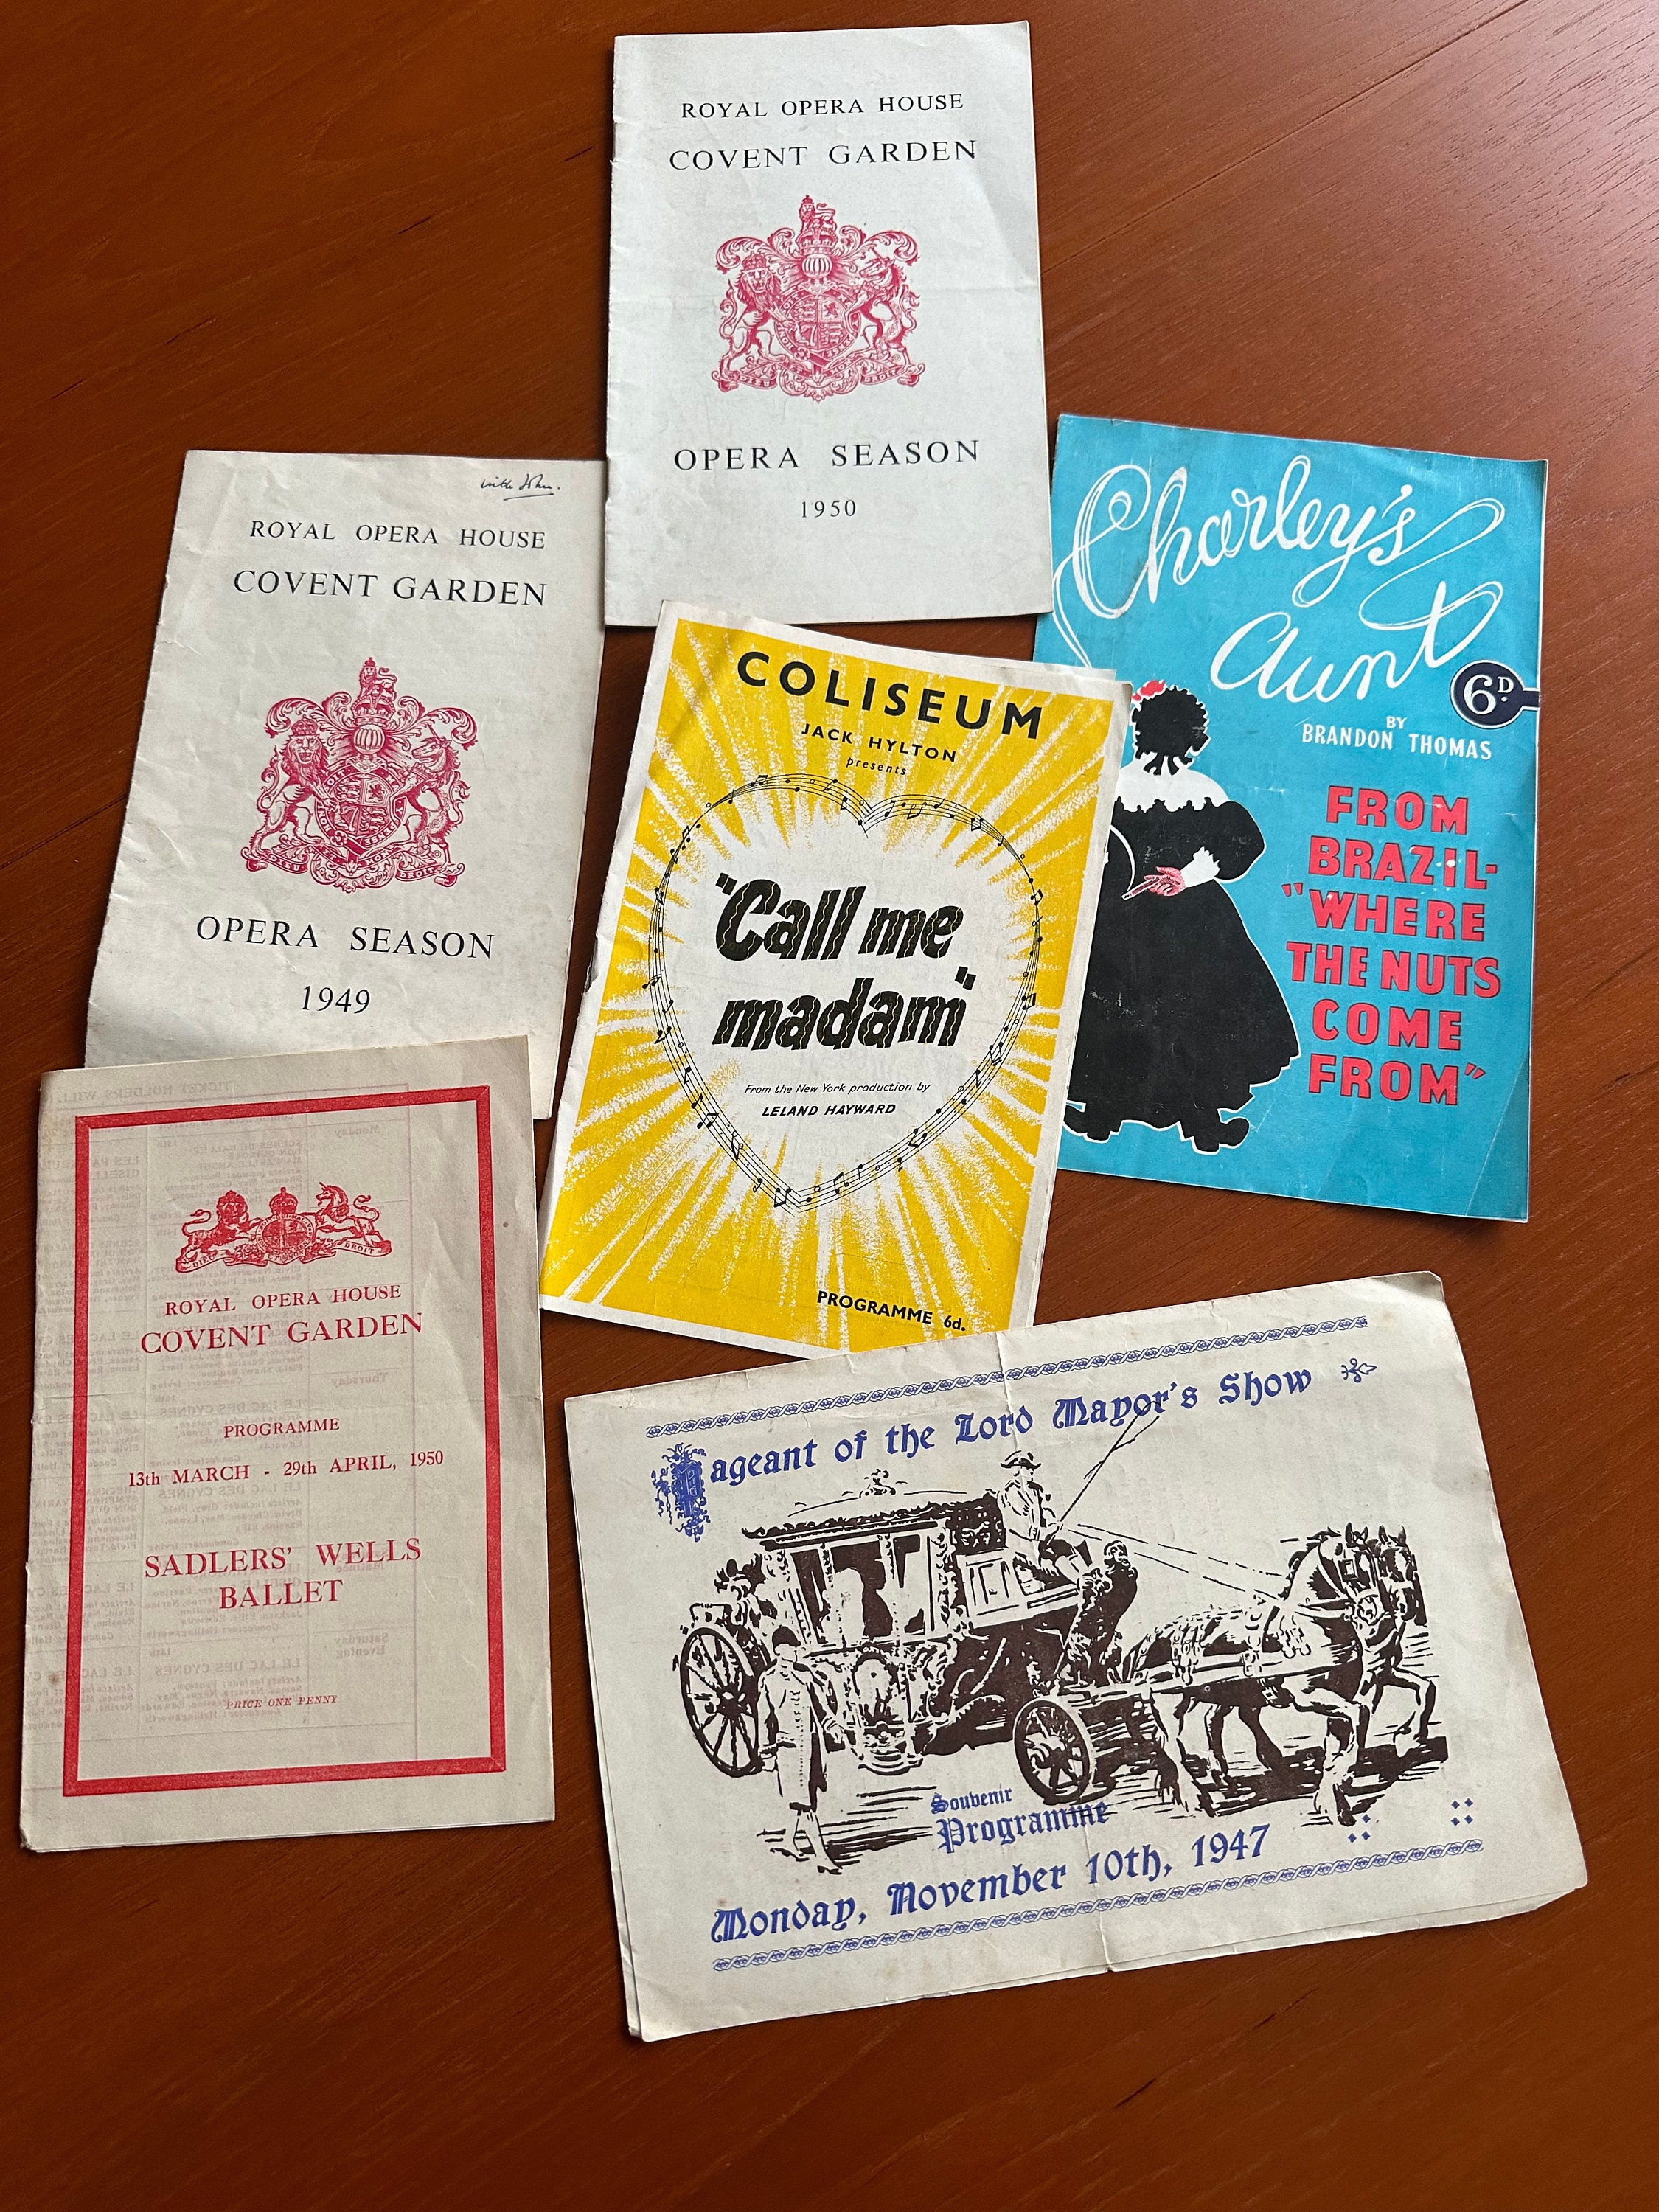 ROYAL OPERA HOUSE
COVENT GARDEN
OPERA SEASON
1950
with John.
ROYAL OPERA HOUSE
COVENT GARDEN
OPERA SEASON
1949
Charley's
Aunt
6D.
BY
BRANDON THOMAS
FROM
BRAZIL-
"WHERE
THE NUTS
COME
FROM"
COLISEUM
JACK HYLTON
presents
"Call me
madam"
From the New York production by
LELAND HAYWARD
PROGRAMME 6d.
ROYAL OPERA HOUSE
COVENT GARDEN
PROGRAMME
13th MARCH - 29th APRIL, 1950
SADLERS' WELLS
BALLET
PRICE ONE PENNY
Pageant of the Lord Mayor's Show
Souvenir
Programme
Monday, November 10th, 1947